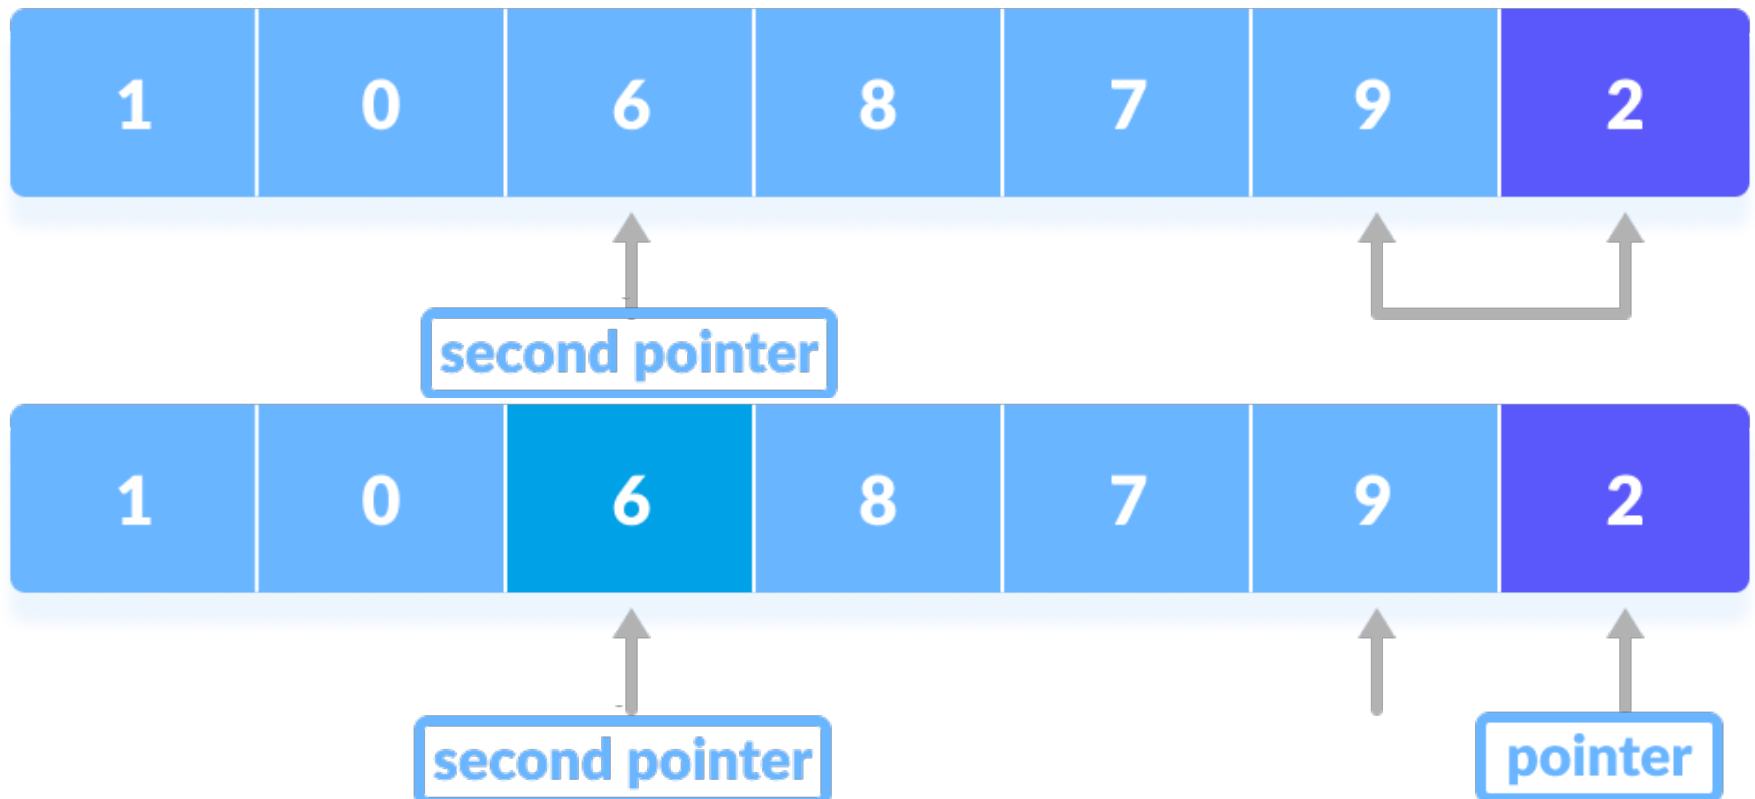 1 0 6 8 7 9 2
second pointer
1 0 6 8 7 9 2
second pointer pointer